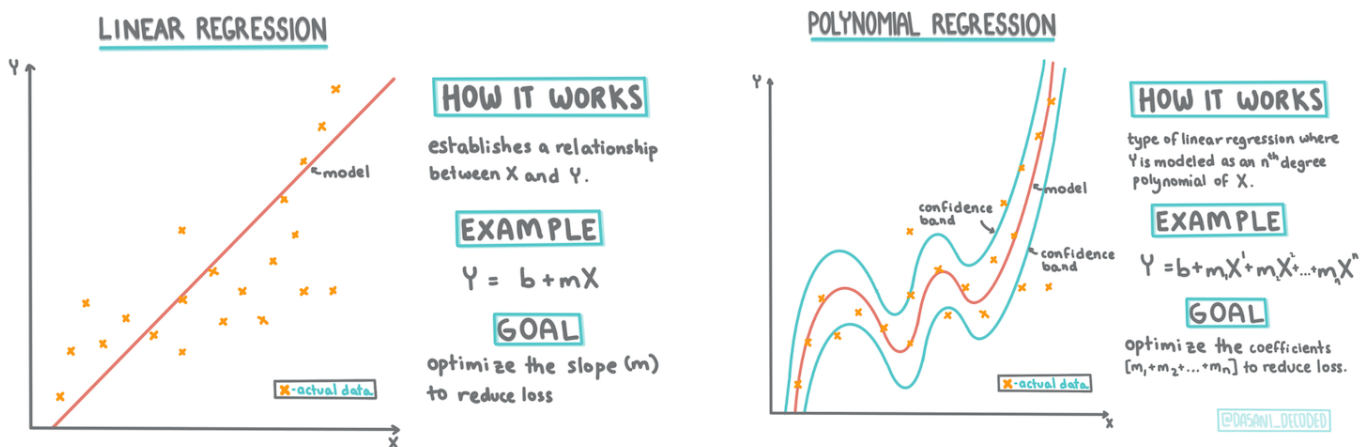 LINEAR REGRESSION
Y
model
X
x-actual data
HOW IT WORKS
establishes a relationship
between X and Y.
EXAMPLE
Y = b+mX
GOAL
optimize the slope (m)
to reduce loss
POLYNOMIAL REGRESSION
Y
confidence
band
model
confidence
band
x-actual data
X
HOW IT WORKS
type of linear regression where
Y is modeled as an nᵗʰ degree
polynomial of X.
EXAMPLE
Y =b+m₁X¹+m₂X²+...+mₙXⁿ
GOAL
optimize the coefficients
[m₁+m₂+...+mₙ] to reduce loss.
@DASANI_DECODED